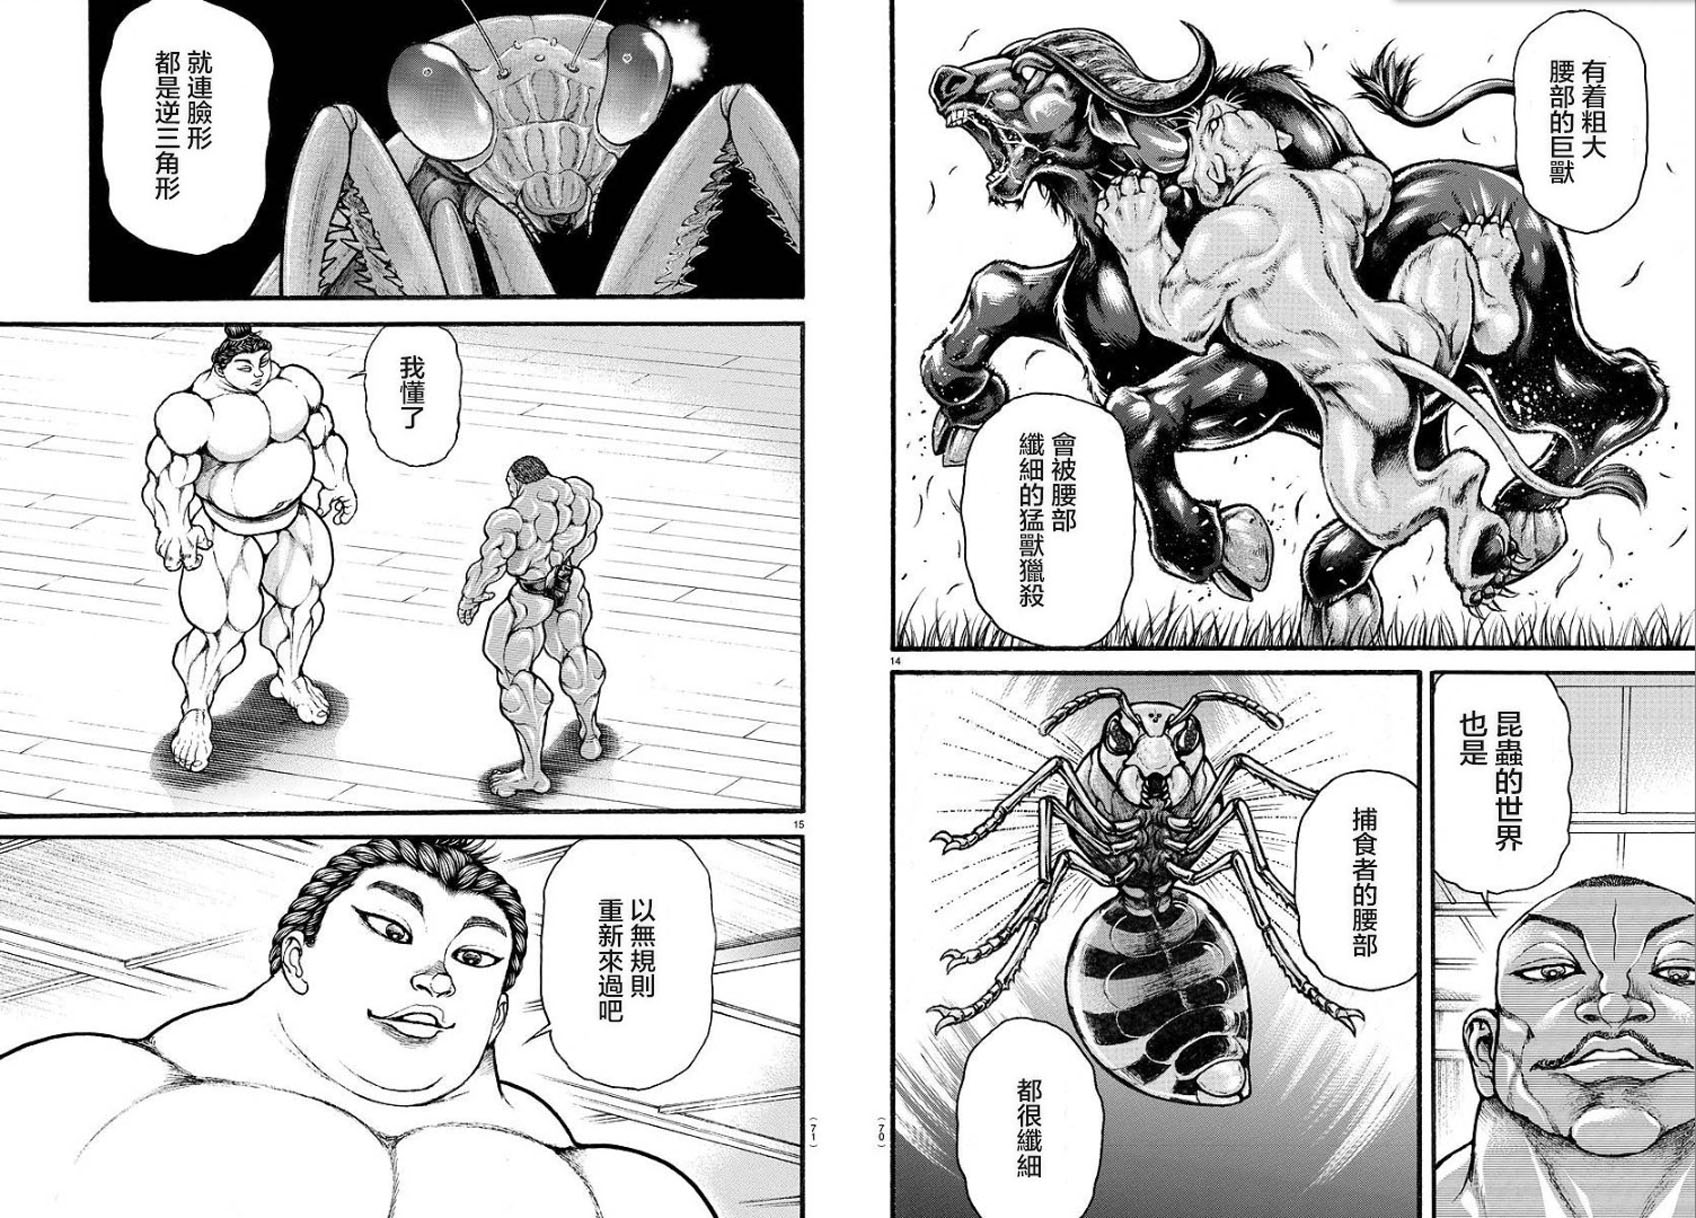 有着粗大
腰部的巨獸
會被腰部
纖細的猛獸獵殺
14
昆蟲的世界
也是
捕食者的腰部
都很纖細
(70)
就連臉形
都是逆三角形
我懂了
15
以無規則
重新來過吧
(71)